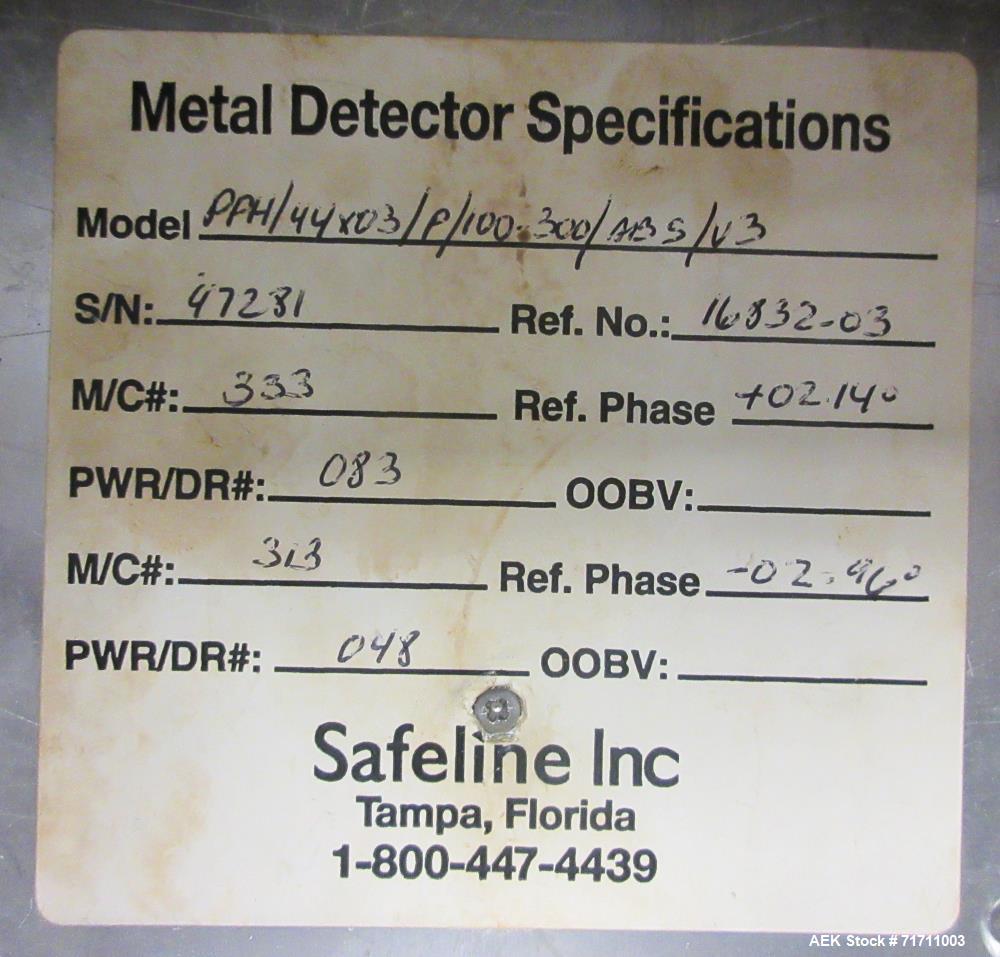 Metal Detector Specifications
Model PPH/44x03/P/100-300/ABS/V3
S/N: 47281 Ref. No.: 16832-03
M/C#: 333 Ref. Phase +02.14°
PWR/DR#: 083 OOBV:
M/C#: 313 Ref. Phase -02.96°
PWR/DR#: 048 OOBV:
Safeline Inc
Tampa, Florida
1-800-447-4439
AEK Stock # 71711003